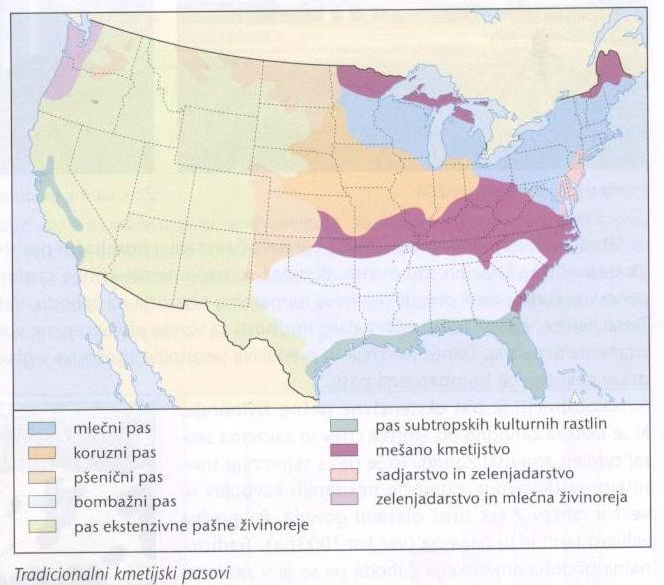 mlečni pas
koruzni pas
pšenični pas
bombažni pas
pas ekstenzivne pašne živinoreje
pas subtropskih kulturnih rastlin
mešano kmetijstvo
sadjarstvo in zelenjadarstvo
zelenjadarstvo in mlečna živinoreja
Tradicionalni kmetijski pasovi